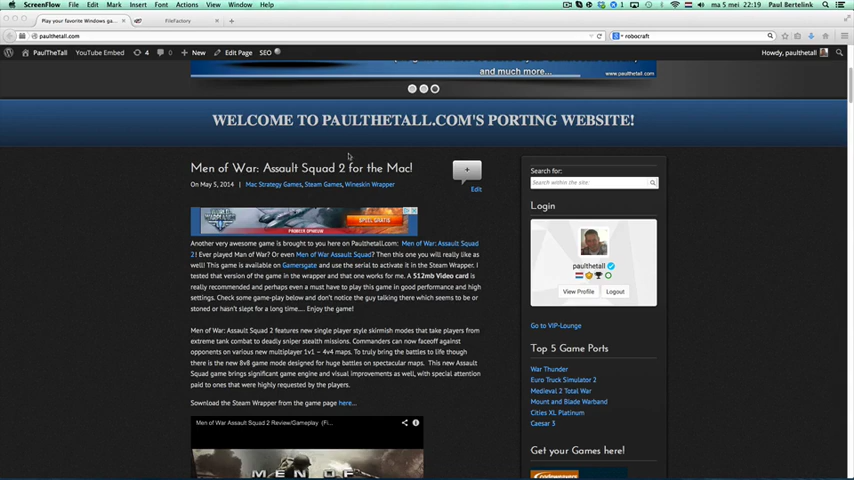 ScreenFlow File Edit Mark Insert Font Actions View Window Help ma 5 mei 22:19 Paul Bertelink
Play your favorite Windows ga... FileFactory
paulthetall.com robocraft
PaulTheTall YouTube Embed 4 New Edit Page SEO Howdy, paulthetall
and much more...
www.paulthetall.com
WELCOME TO PAULTHETALL.COM'S PORTING WEBSITE!
Men of War: Assault Squad 2 for the Mac!
On May 5, 2014 Mac Strategy Games, Steam Games, Wineskin Wrapper
+
Edit
SPEEL GRATIS
Another very awesome game is brought to you here on Paulthetall.com: Men of War: Assault Squad
2! Ever played Man of War? Or even Men of War Assault Squad? Then this one you will really like as
well! This game is available on Gamersgate and use the serial to activate it in the Steam Wrapper. I
tested that version of the game in the wrapper and that one works for me. A 512mb Video card is
really recommended and perhaps even a must have to play this game in good performance and high
settings. Check some game-play below and don't notice the guy talking there which seems to be or
stoned or hasn't slept for a long time.... Enjoy the game!
Men of War: Assault Squad 2 features new single player style skirmish modes that take players from
extreme tank combat to deadly sniper stealth missions. Commanders can now faceoff against
opponents on various new multiplayer 1v1 – 4v4 maps. To truly bring the battles to life though
there is the new 8v8 game mode designed for huge battles on spectacular maps. This new Assault
Squad game brings significant game engine and visual improvements as well, with special attention
paid to ones that were highly requested by the players.
Download the Steam Wrapper from the game page here...
Men of War Assault Squad 2 Review/Gameplay (Fi...
MEN OF
Search for:
Search within the site:
Login
paulthetall
View Profile Logout
Go to VIP-Lounge
Top 5 Game Ports
War Thunder
Euro Truck Simulator 2
Medieval 2 Total War
Mount and Blade Warband
Cities XL Platinum
Caesar 3
Get your Games here!
codeweavers